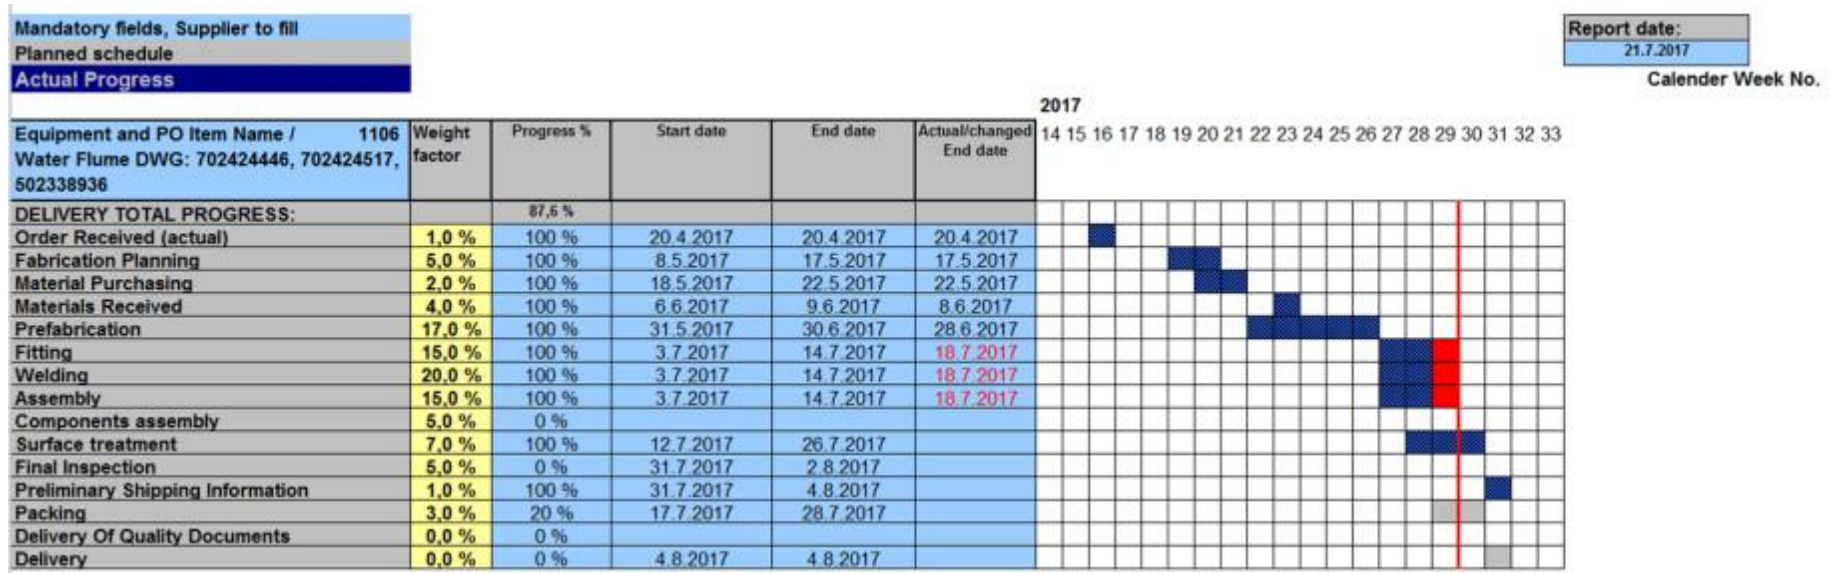 Mandatory fields, Supplier to fill
Planned schedule
Actual Progress
Report date:
21.7.2017
Calender Week No.
2017
Equipment and PO Item Name / 1106 Water Flume DWG: 702424446, 702424517, 502338936
Weight factor Progress % Start date End date Actual/changed End date 14 15 16 17 18 19 20 21 22 23 24 25 26 27 28 29 30 31 32 33
DELIVERY TOTAL PROGRESS: 87,6 %
Order Received (actual) 1,0 % 100 % 20.4.2017 20.4.2017 20.4.2017
Fabrication Planning 5,0 % 100 % 8.5.2017 17.5.2017 17.5.2017
Material Purchasing 2,0 % 100 % 18.5.2017 22.5.2017 22.5.2017
Materials Received 4,0 % 100 % 6.6.2017 9.6.2017 8.6.2017
Prefabrication 17,0 % 100 % 31.5.2017 30.6.2017 28.6.2017
Fitting 15,0 % 100 % 3.7.2017 14.7.2017 18.7.2017
Welding 20,0 % 100 % 3.7.2017 14.7.2017 18.7.2017
Assembly 15,0 % 100 % 3.7.2017 14.7.2017 18.7.2017
Components assembly 5,0 % 0 %
Surface treatment 7,0 % 100 % 12.7.2017 26.7.2017
Final Inspection 5,0 % 0 % 31.7.2017 2.8.2017
Preliminary Shipping Information 1,0 % 100 % 31.7.2017 4.8.2017
Packing 3,0 % 20 % 17.7.2017 28.7.2017
Delivery Of Quality Documents 0,0 % 0 %
Delivery 0,0 % 0 % 4.8.2017 4.8.2017